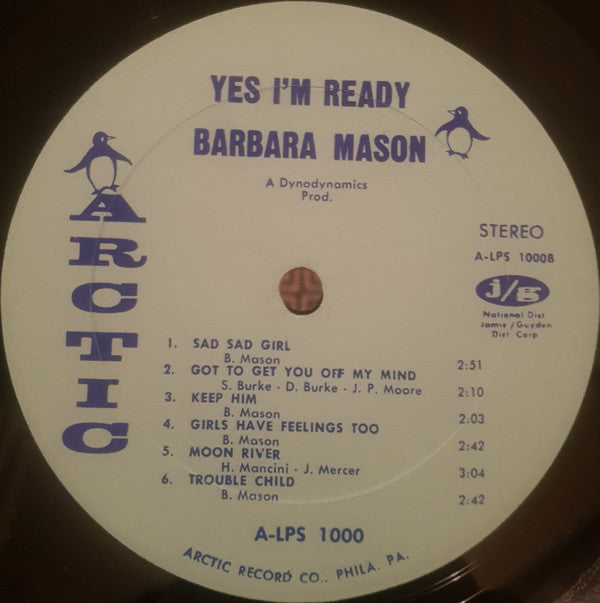 YES I'M READY
BARBARA MASON
A Dynodynamics
Prod.
ARCTIC
STEREO
A-LPS 1000B
j/g
National Dist
Jamie/Guyden
Dist Corp
1. SAD SAD GIRL
B. Mason 2:51
2. GOT TO GET YOU OFF MY MIND
S. Burke - D. Burke - J. P. Moore 2:10
3. KEEP HIM
B. Mason 2:03
4. GIRLS HAVE FEELINGS TOO
B. Mason 2:42
5. MOON RIVER
H. Mancini - J. Mercer 3:04
6. TROUBLE CHILD
B. Mason 2:42
A-LPS 1000
ARCTIC RECORD CO., PHILA. PA.